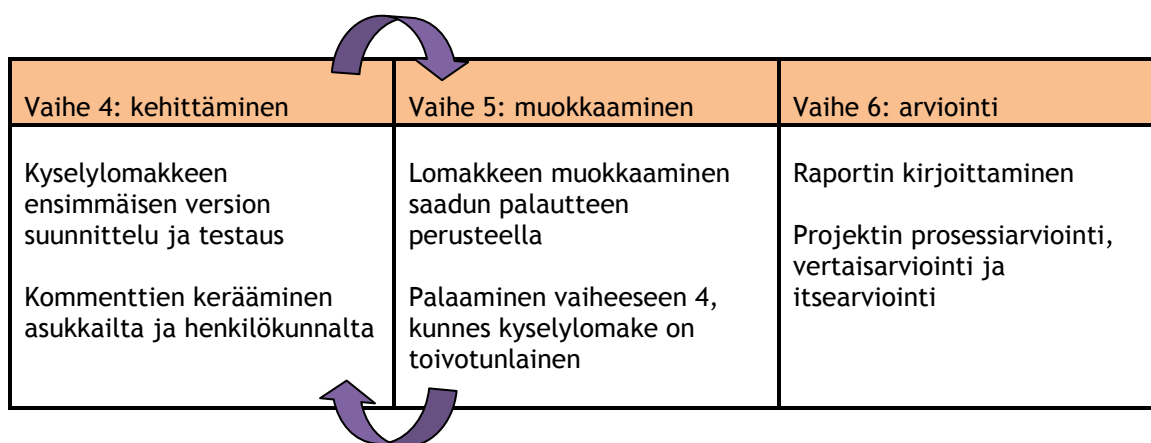 Vaihe 4: kehittäminen
Vaihe 5: muokkaaminen
Vaihe 6: arviointi
Kyselylomakkeen
ensimmäisen version
suunnittelu ja testaus
Kommenttien kerääminen
asukkailta ja henkilökunnalta
Lomakkeen muokkaaminen
saadun palautteen
perusteella
Palaaminen vaiheeseen 4,
kunnes kyselylomake on
toivotunlainen
Raportin kirjoittaminen
Projektin prosessiarviointi,
vertaisarviointi ja
itsearviointi